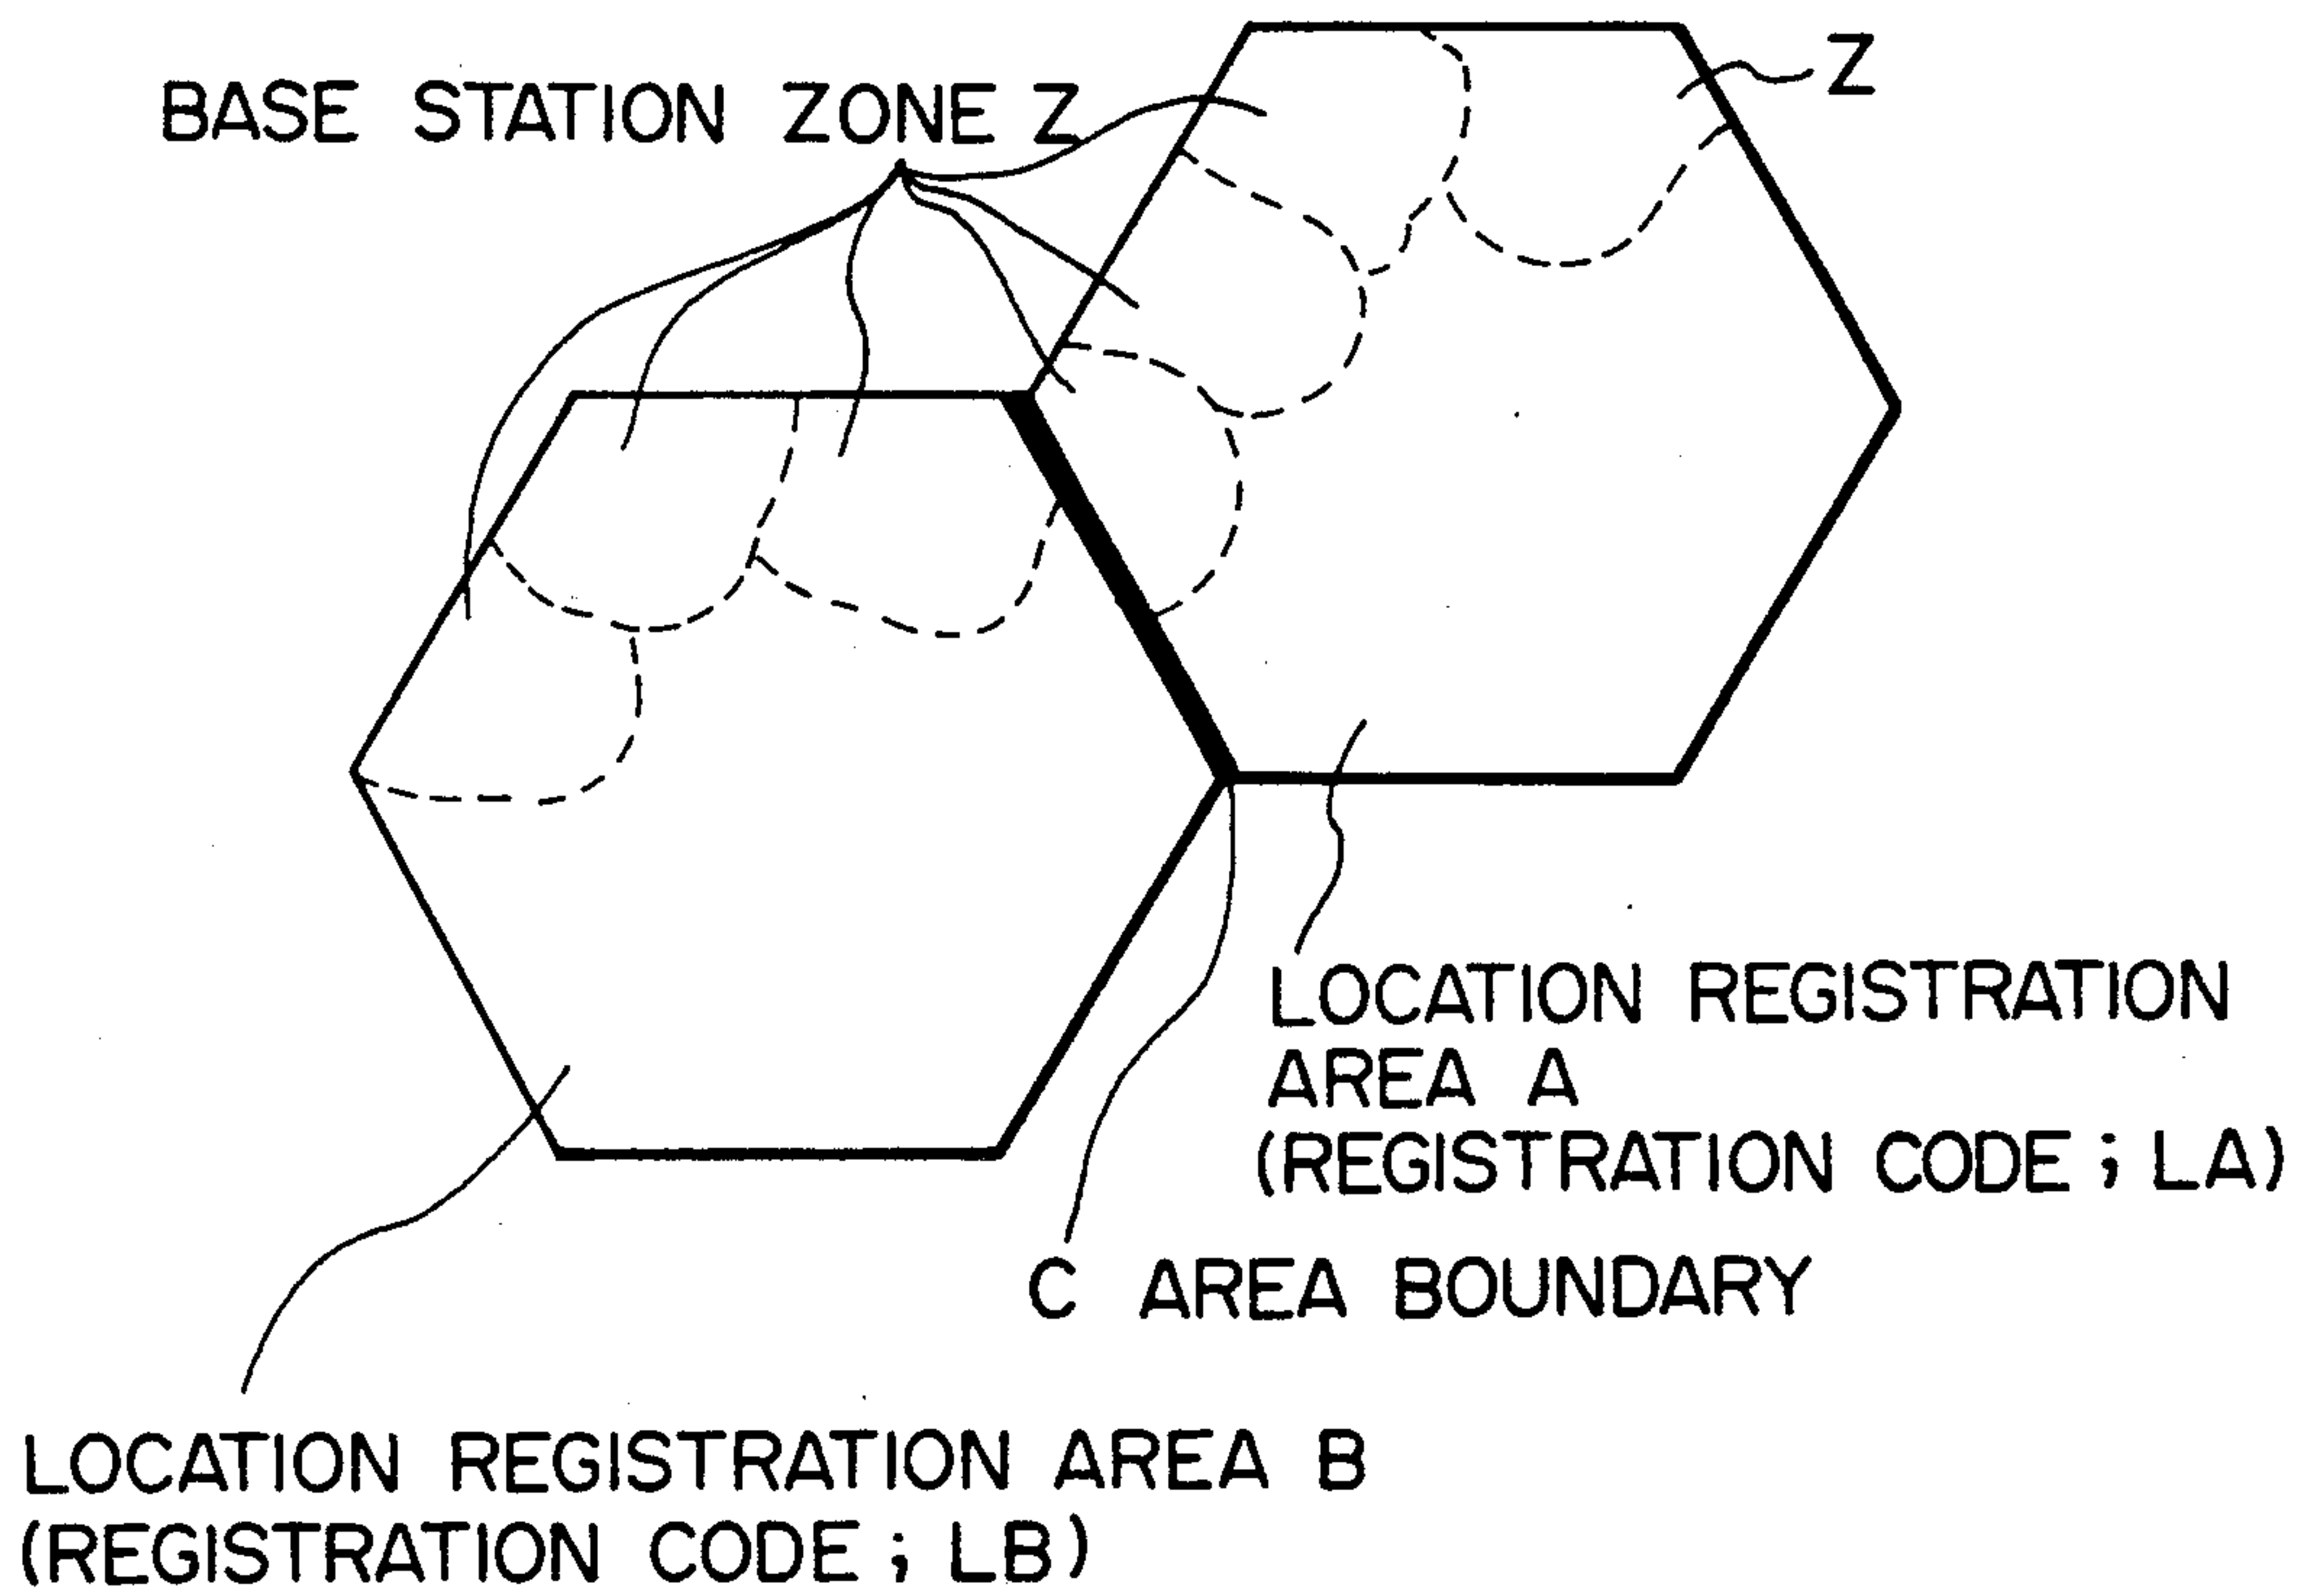 BASE STATION ZONE Z
Z
LOCATION REGISTRATION
AREA A
(REGISTRATION CODE ; LA)
C AREA BOUNDARY
LOCATION REGISTRATION AREA B
(REGISTRATION CODE ; LB)